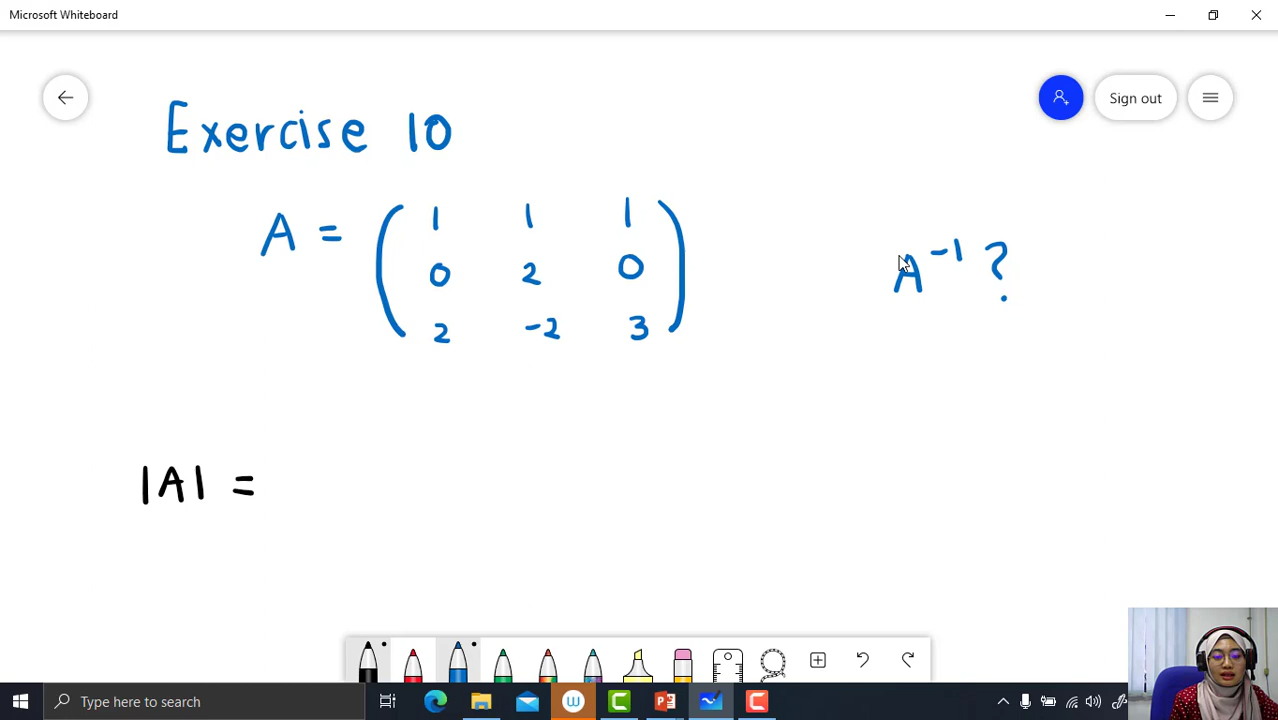 Microsoft Whiteboard
Sign out
Exercise 10
A = ( 1 1 1
0 2 0
2 -2 3 )
A⁻¹ ?
|A| =
Type here to search